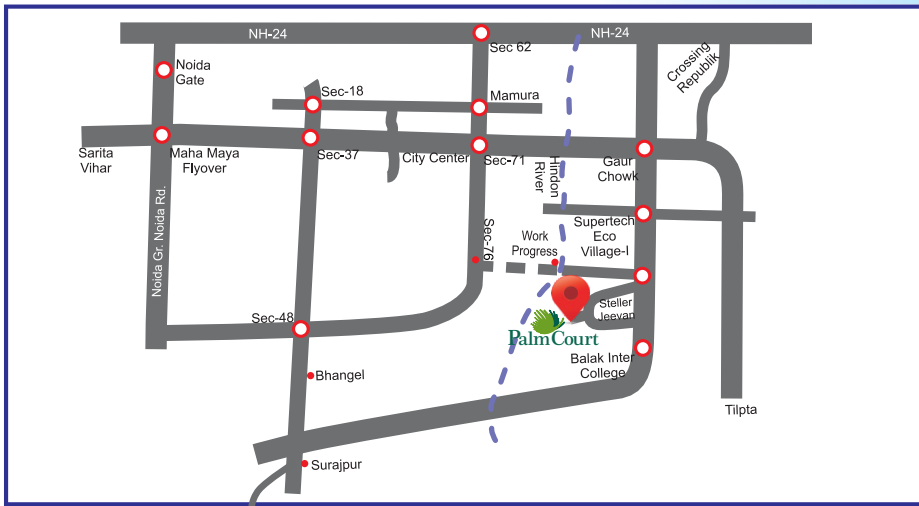 NH-24
NH-24
Sec 62
Noida
Gate
Crossing
Republik
Sec-18
Mamura
Sarita
Vihar
Maha Maya
Flyover
Sec-37
City Center
Sec-71
Hindon
River
Gaur
Chowk
Noida Gr. Noida Rd.
Sec-76
Work
Progress
Supertech
Eco
Village-I
Steller
Jeevan
Sec-48
PalmCourt
Balak Inter
College
Bhangel
Tilpta
Surajpur